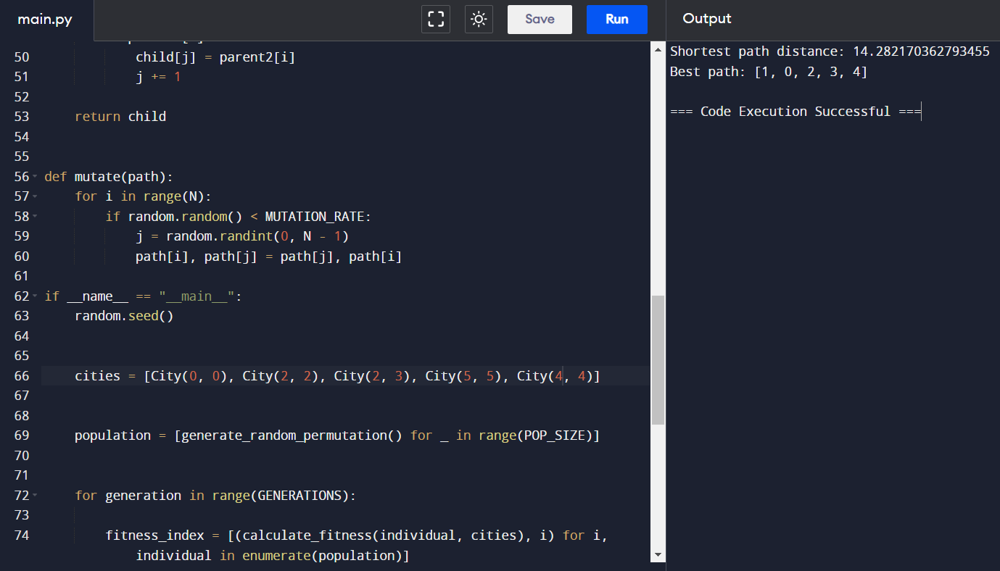 main.py
Save
Run
Output
50 child[j] = parent2[i]
51 j += 1
52
53 return child
54
55
56 def mutate(path):
57 for i in range(N):
58 if random.random() < MUTATION_RATE:
59 j = random.randint(0, N - 1)
60 path[i], path[j] = path[j], path[i]
61
62 if __name__ == "__main__":
63 random.seed()
64
65
66 cities = [City(0, 0), City(2, 2), City(2, 3), City(5, 5), City(4, 4)]
67
68
69 population = [generate_random_permutation() for _ in range(POP_SIZE)]
70
71
72 for generation in range(GENERATIONS):
73
74 fitness_index = [(calculate_fitness(individual, cities), i) for i,
individual in enumerate(population)]
Shortest path distance: 14.282170362793455
Best path: [1, 0, 2, 3, 4]
=== Code Execution Successful ===